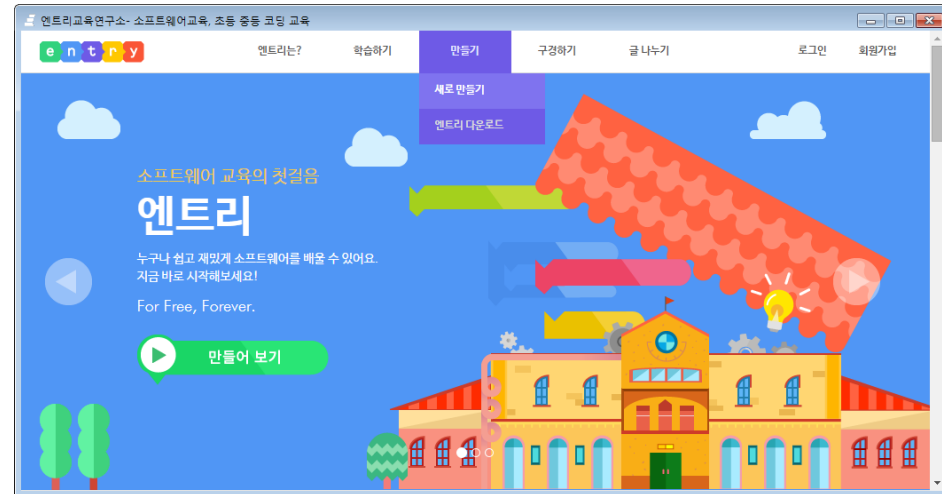 엔트리교육연구소- 소프트웨어교육, 초등 중등 코딩 교육
entry
엔트리는? 학습하기 만들기 구경하기 글 나누기 로그인 회원가입
새로 만들기
엔트리 다운로드
소프트웨어 교육의 첫걸음
엔트리
누구나 쉽고 재밌게 소프트웨어를 배울 수 있어요.
지금 바로 시작해보세요!
For Free, Forever.
만들어 보기